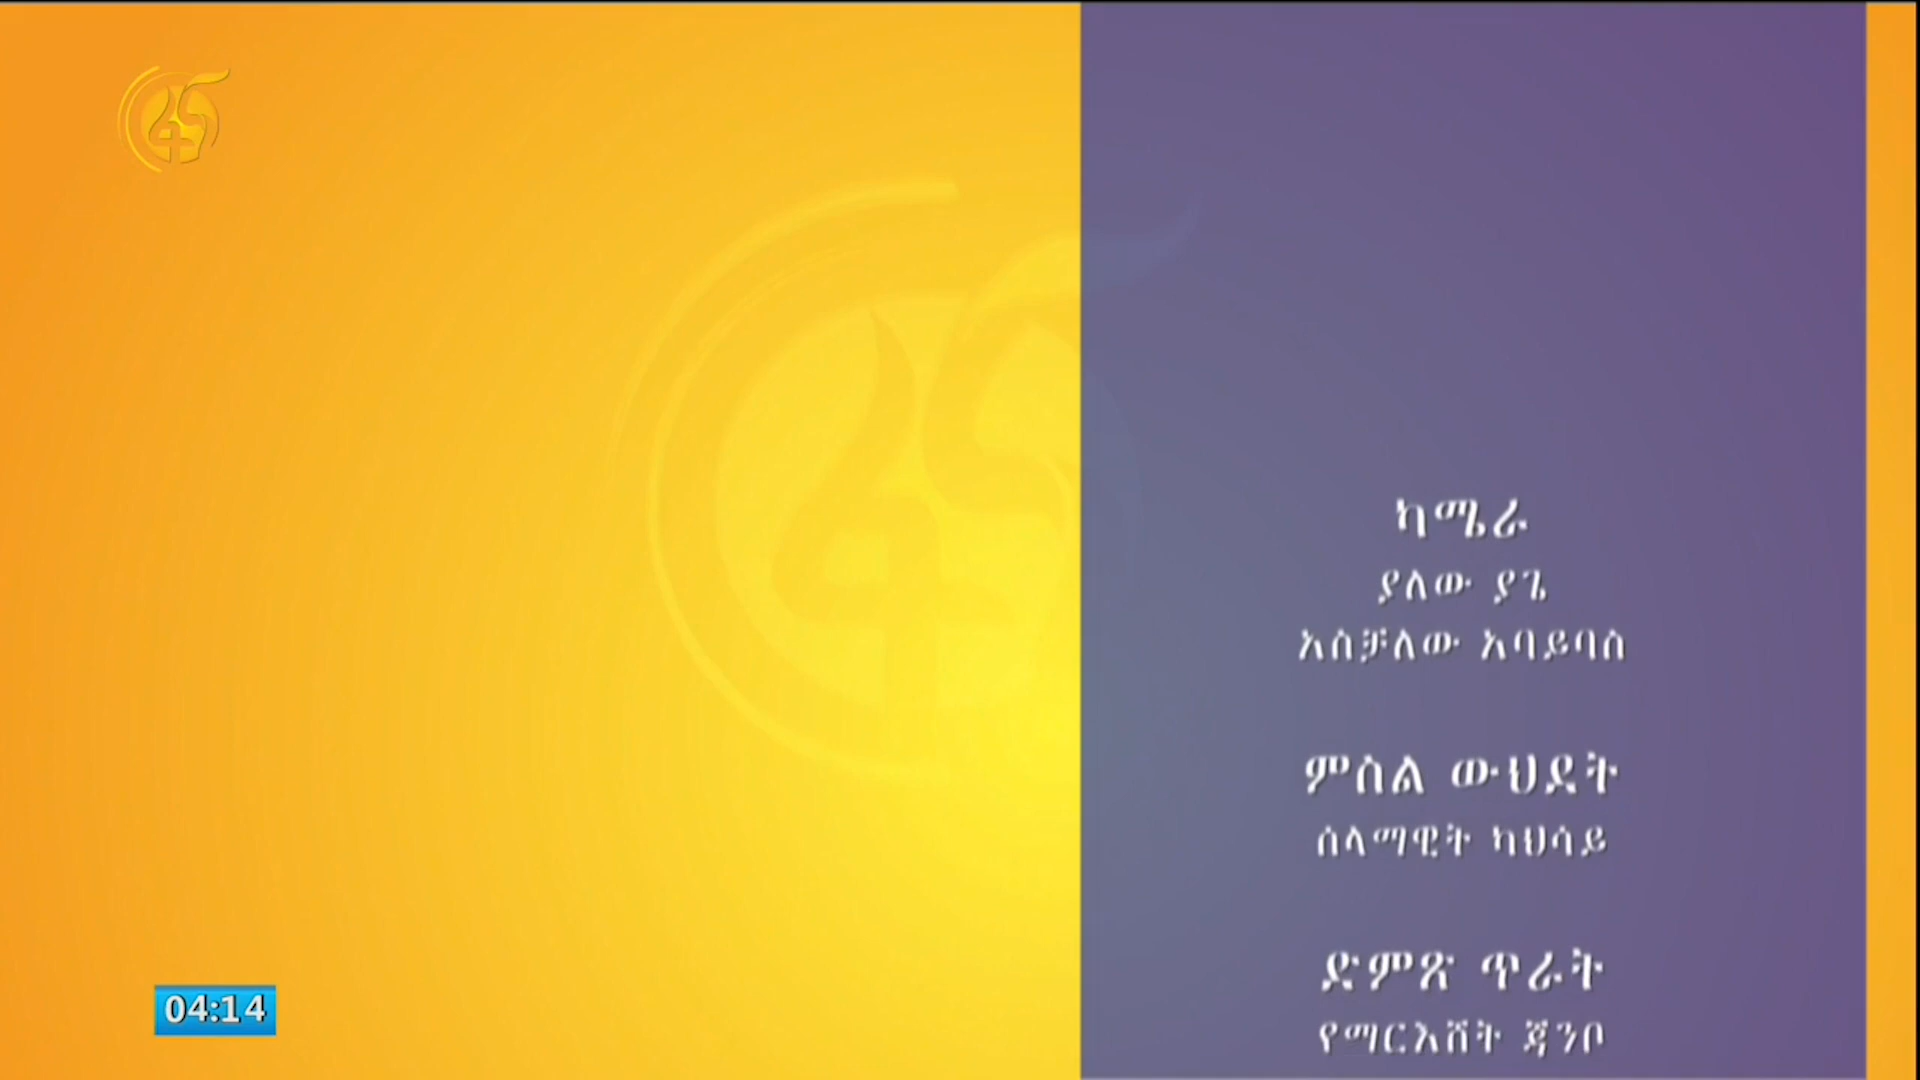 ካሜራ
ያለው ያጌ
አስቻለው አባይባስ
ምስል ውህደት
ሰላማዊት ካህሳይ
ድምጽ ጥራት
የማርእሸት ጃንቦ
04:14